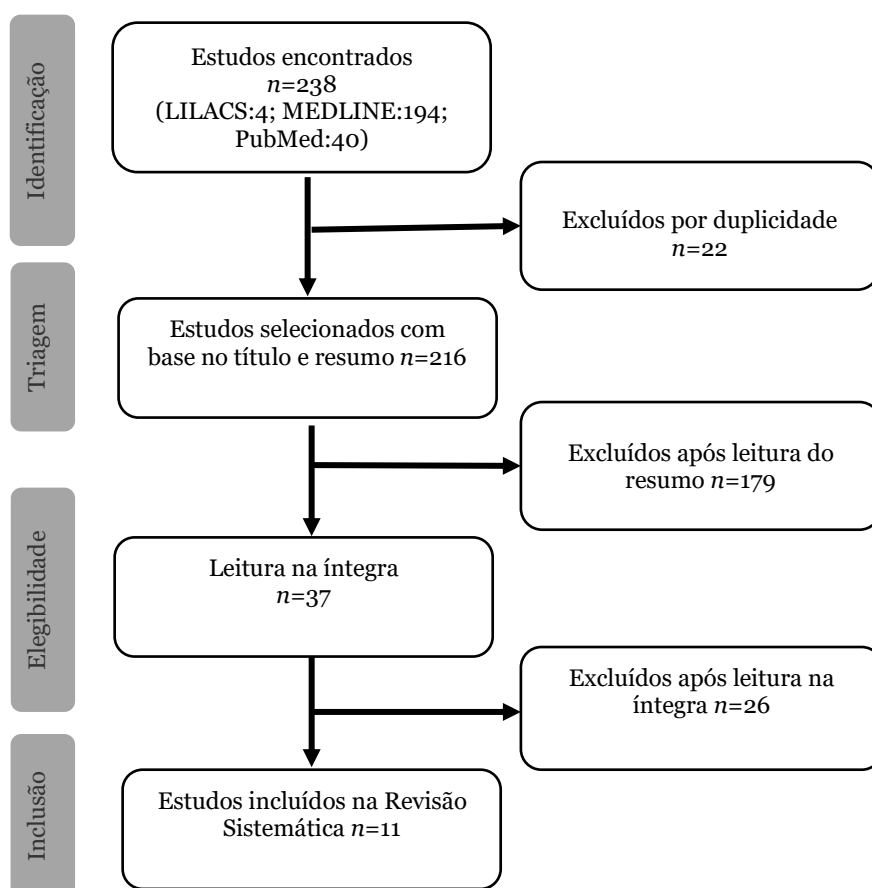 Identificação
Estudos encontrados
n=238
(LILACS:4; MEDLINE:194;
PubMed:40)
Excluídos por duplicidade
n=22
Triagem
Estudos selecionados com
base no título e resumo n=216
Excluídos após leitura do
resumo n=179
Elegibilidade
Leitura na íntegra
n=37
Excluídos após leitura na
íntegra n=26
Inclusão
Estudos incluídos na Revisão
Sistemática n=11